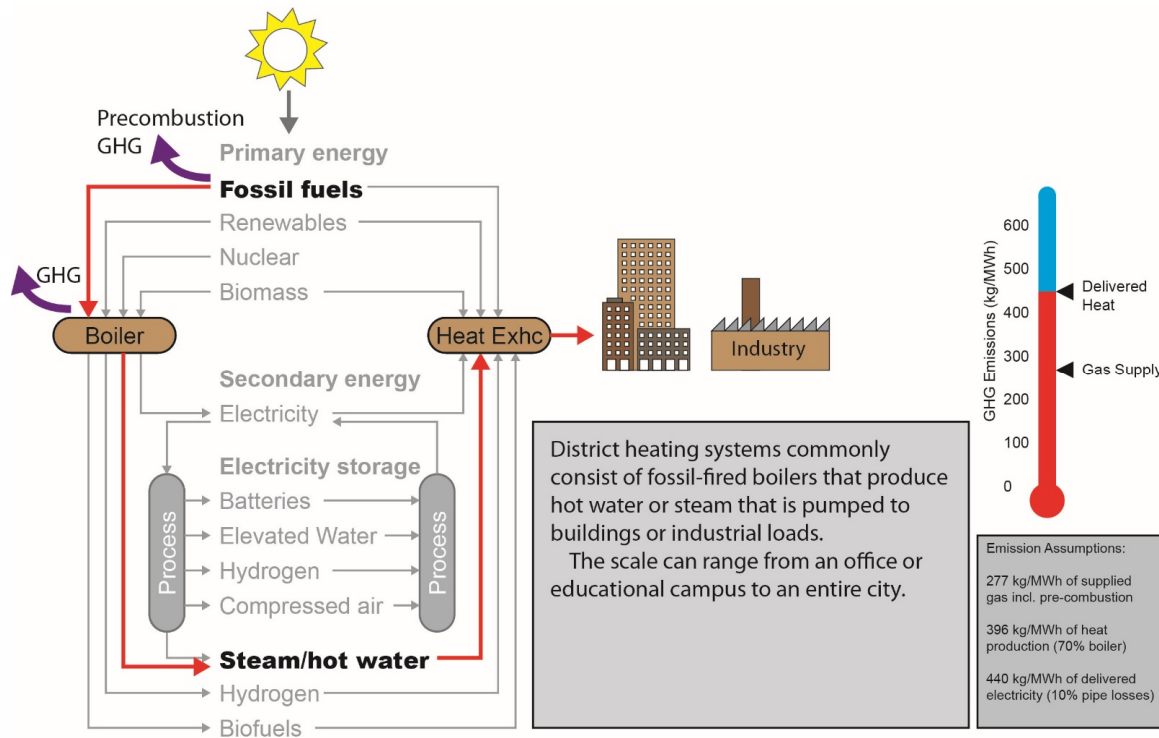 Precombustion
GHG
Primary energy
Fossil fuels
Renewables
Nuclear
Biomass
GHG
Boiler
Heat Exhc
Secondary energy
Electricity
Electricity storage
Batteries
Elevated Water
Hydrogen
Compressed air
Process
Process
Steam/hot water
Hydrogen
Biofuels
Industry
District heating systems commonly
consist of fossil-fired boilers that produce
hot water or steam that is pumped to
buildings or industrial loads.
The scale can range from an office or
educational campus to an entire city.
GHG Emissions (kg/MWh)
600
500
400
300
200
100
0
Delivered
Heat
Gas Supply
Emission Assumptions:
277 kg/MWh of supplied
gas incl. pre-combustion
396 kg/MWh of heat
production (70% boiler)
440 kg/MWh of delivered
electricity (10% pipe losses)